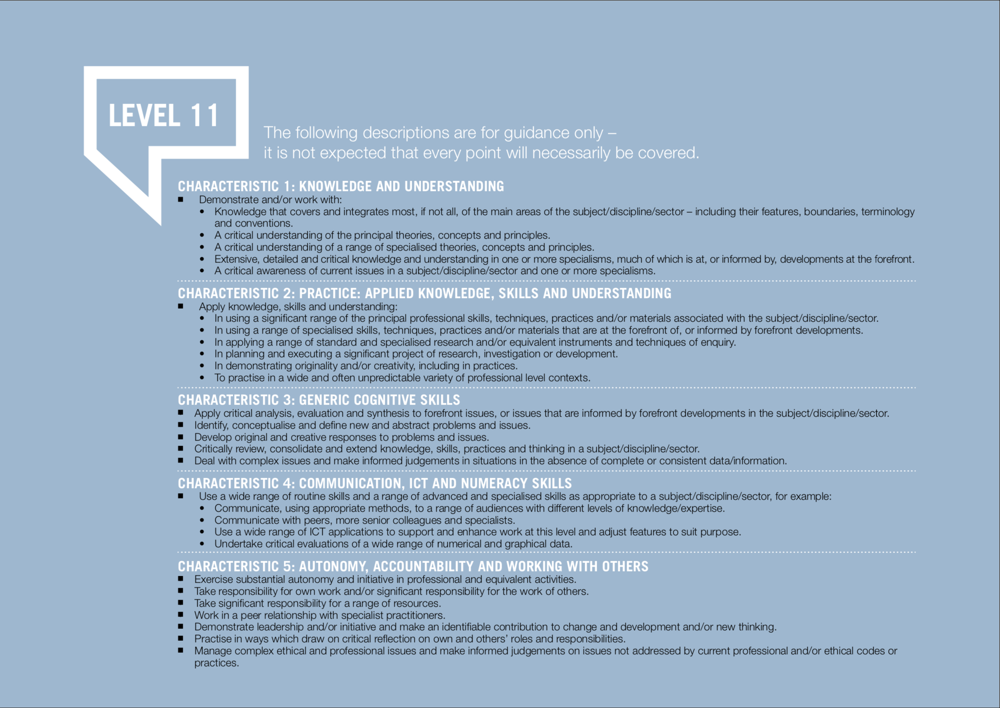 LEVEL 11
The following descriptions are for guidance only –
it is not expected that every point will necessarily be covered.
CHARACTERISTIC 1: KNOWLEDGE AND UNDERSTANDING
■ Demonstrate and/or work with:
• Knowledge that covers and integrates most, if not all, of the main areas of the subject/discipline/sector – including their features, boundaries, terminology
and conventions.
• A critical understanding of the principal theories, concepts and principles.
• A critical understanding of a range of specialised theories, concepts and principles.
• Extensive, detailed and critical knowledge and understanding in one or more specialisms, much of which is at, or informed by, developments at the forefront.
• A critical awareness of current issues in a subject/discipline/sector and one or more specialisms.
CHARACTERISTIC 2: PRACTICE: APPLIED KNOWLEDGE, SKILLS AND UNDERSTANDING
■ Apply knowledge, skills and understanding:
• In using a significant range of the principal professional skills, techniques, practices and/or materials associated with the subject/discipline/sector.
• In using a range of specialised skills, techniques, practices and/or materials that are at the forefront of, or informed by forefront developments.
• In applying a range of standard and specialised research and/or equivalent instruments and techniques of enquiry.
• In planning and executing a significant project of research, investigation or development.
• In demonstrating originality and/or creativity, including in practices.
• To practise in a wide and often unpredictable variety of professional level contexts.
CHARACTERISTIC 3: GENERIC COGNITIVE SKILLS
■ Apply critical analysis, evaluation and synthesis to forefront issues, or issues that are informed by forefront developments in the subject/discipline/sector.
■ Identify, conceptualise and define new and abstract problems and issues.
■ Develop original and creative responses to problems and issues.
■ Critically review, consolidate and extend knowledge, skills, practices and thinking in a subject/discipline/sector.
■ Deal with complex issues and make informed judgements in situations in the absence of complete or consistent data/information.
CHARACTERISTIC 4: COMMUNICATION, ICT AND NUMERACY SKILLS
■ Use a wide range of routine skills and a range of advanced and specialised skills as appropriate to a subject/discipline/sector, for example:
• Communicate, using appropriate methods, to a range of audiences with different levels of knowledge/expertise.
• Communicate with peers, more senior colleagues and specialists.
• Use a wide range of ICT applications to support and enhance work at this level and adjust features to suit purpose.
• Undertake critical evaluations of a wide range of numerical and graphical data.
CHARACTERISTIC 5: AUTONOMY, ACCOUNTABILITY AND WORKING WITH OTHERS
■ Exercise substantial autonomy and initiative in professional and equivalent activities.
■ Take responsibility for own work and/or significant responsibility for the work of others.
■ Take significant responsibility for a range of resources.
■ Work in a peer relationship with specialist practitioners.
■ Demonstrate leadership and/or initiative and make an identifiable contribution to change and development and/or new thinking.
■ Practise in ways which draw on critical reflection on own and others’ roles and responsibilities.
■ Manage complex ethical and professional issues and make informed judgements on issues not addressed by current professional and/or ethical codes or
practices.